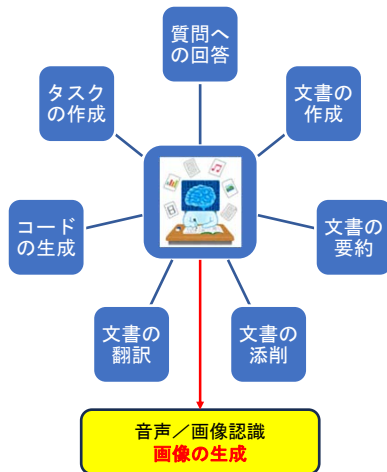 質問へ
の回答
タスク
の作成
文書の
作成
コード
の生成
文書の
要約
文書の
翻訳
文書の
添削
音声／画像認識
画像の生成